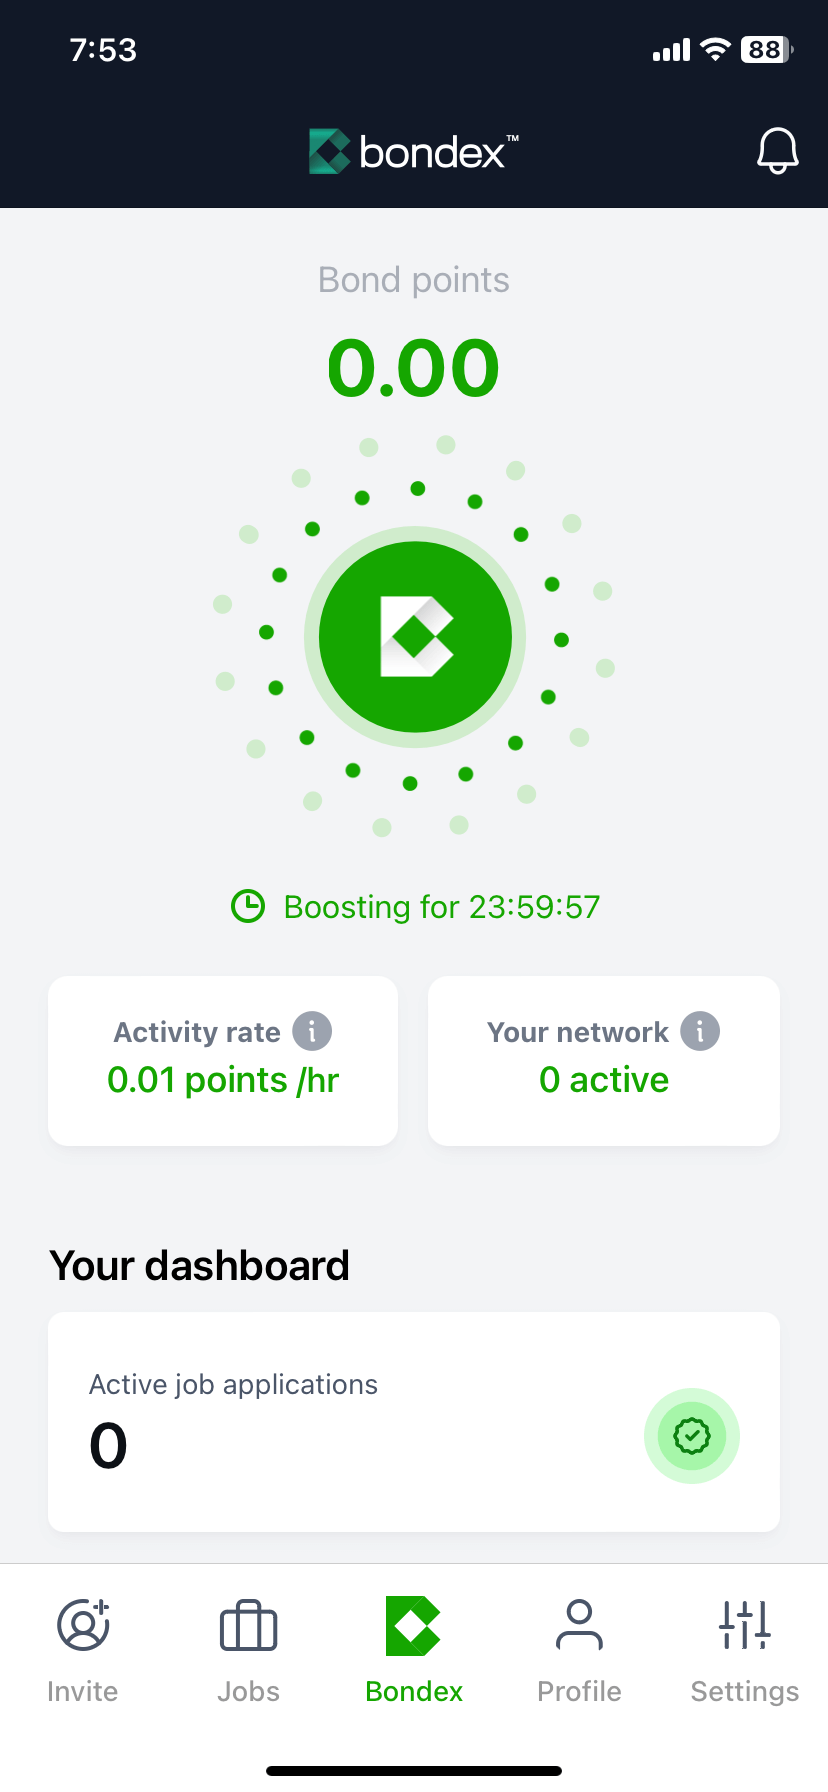 7:53
88
bondex™
Bond points
0.00
Boosting for 23:59:57
Activity rate
0.01 points /hr
Your network
0 active
Your dashboard
Active job applications
0
Invite
Jobs
Bondex
Profile
Settings